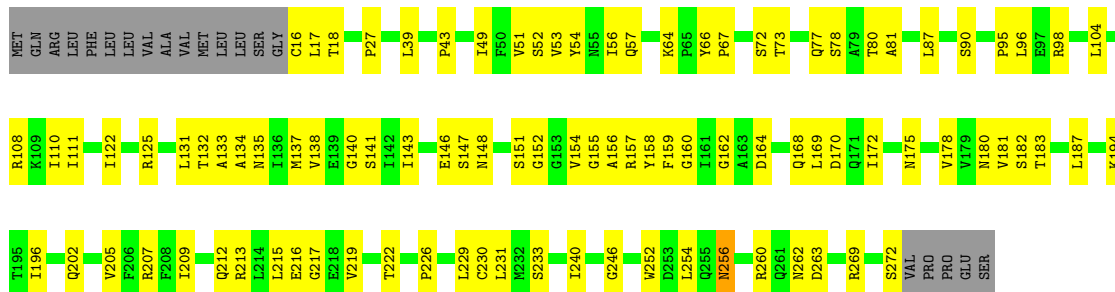 MET GLN ARG LEU PHE LEU LEU VAL ALA VAL MET LEU LEU SER GLY C16 L17 T18 P27 L39 P43 I49 F50 V51 S52 V53 Y54 N55 I56 Q57 K64 P65 Y66 P67 S72 T73 Q77 S78 A79 T80 A81 L87 S90 P95 L96 E97 R98 L104
R108 K109 I110 I111 I122 R125 L131 T132 A133 A134 N135 I136 M137 V138 E139 G140 S141 I142 I143 E146 S147 N148 S151 G152 G153 V154 G155 A156 R157 Y158 F159 G160 I161 G162 A163 D164 Q168 L169 D170 Q171 I172 N175 V178 V179 N180 V181 S182 T183 L187 K194
T195 I196 Q202 V205 F206 R207 F208 I209 Q212 R213 L214 L215 E216 G217 E218 V219 T222 P226 L229 C230 L231 M232 S233 I240 G246 W252 D253 L254 Q255 N256 R260 Q261 N262 D263 R269 S272 VAL PRO PRO GLU SER